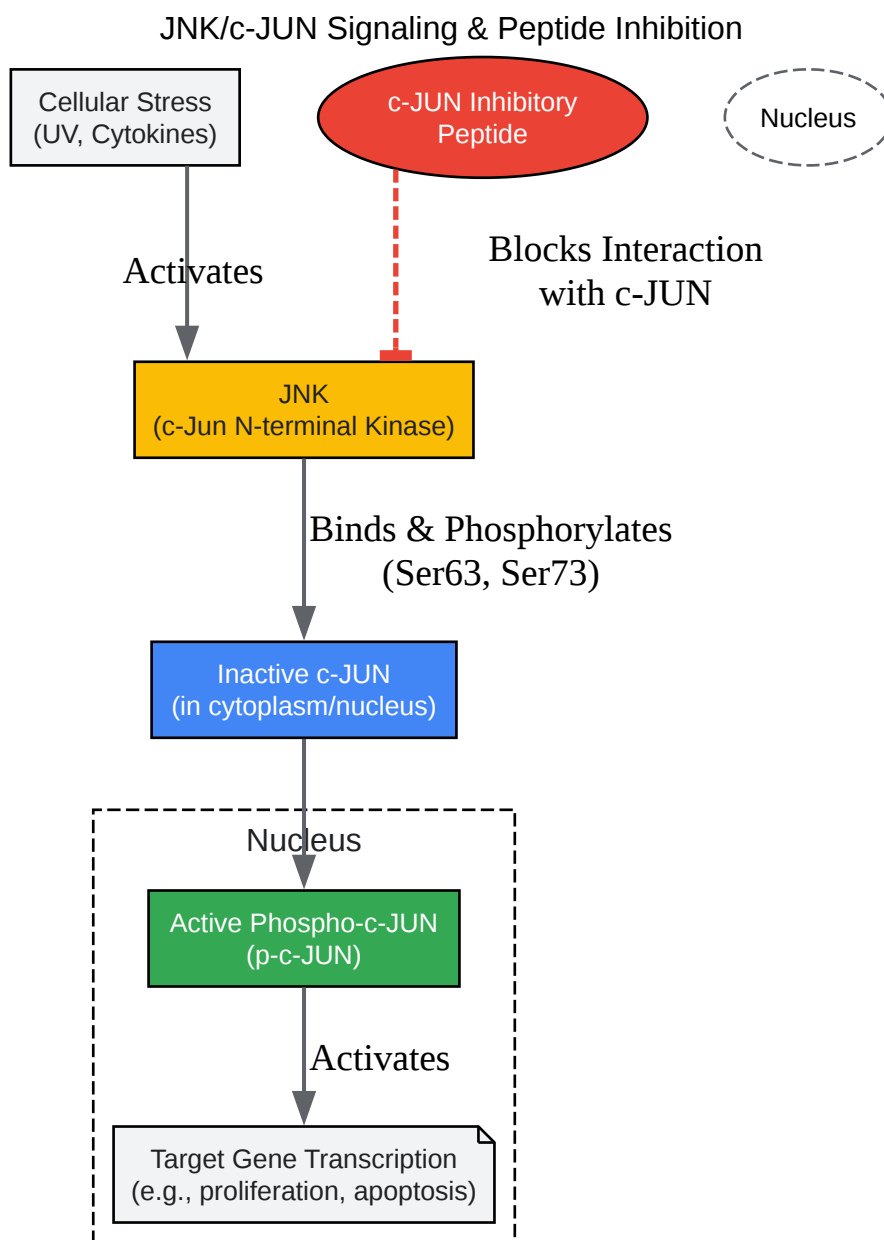 JNK/c-JUN Signaling & Peptide Inhibition
Cellular Stress
(UV, Cytokines)
c-JUN Inhibitory
Peptide
Nucleus
Activates
Blocks Interaction
with c-JUN
JNK
(c-Jun N-terminal Kinase)
Binds & Phosphorylates
(Ser63, Ser73)
Inactive c-JUN
(in cytoplasm/nucleus)
Nucleus
Active Phospho-c-JUN
(p-c-JUN)
Activates
Target Gene Transcription
(e.g., proliferation, apoptosis)